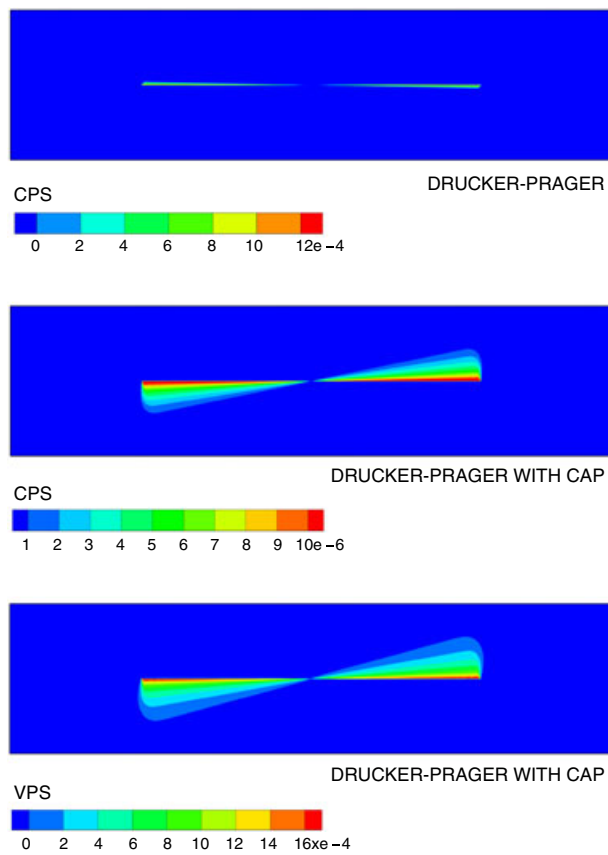 DRUCKER-PRAGER
CPS
0 2 4 6 8 10 12e −4
DRUCKER-PRAGER WITH CAP
CPS
1 2 3 4 5 6 7 8 9 10e −6
DRUCKER-PRAGER WITH CAP
VPS
0 2 4 6 8 10 12 14 16xe −4